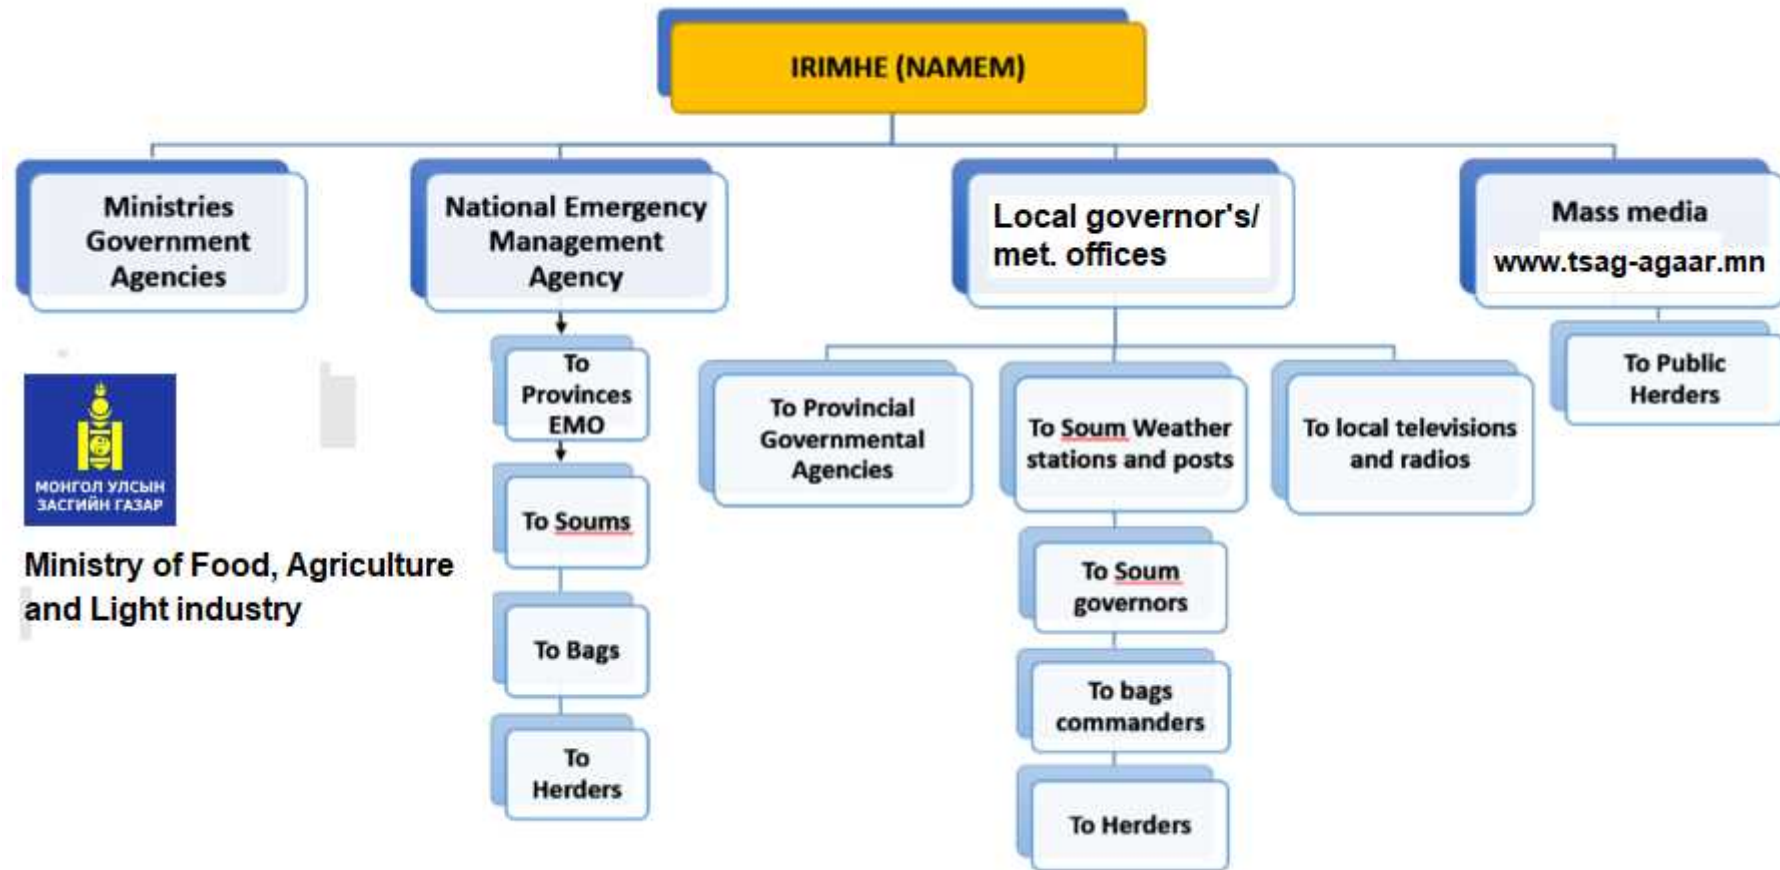 IRIMHE (NAMEM)
Ministries
Government
Agencies
National Emergency
Management
Agency
Local governor's/
met. offices
Mass media
www.tsag-agaar.mn
To
Provinces
EMO
To Soums
To Bags
To
Herders
To Provincial
Governmental
Agencies
To Soum Weather
stations and posts
To local televisions
and radios
To Soum
governors
To bags
commanders
To Herders
To Public
Herders
МОНГОЛ УЛСЫН
ЗАСГИЙН ГАЗАР
Ministry of Food, Agriculture
and Light industry